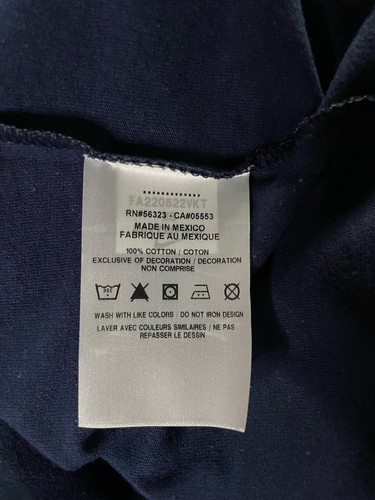 FA220522VKT
RN#56323 - CA#05553
MADE IN MEXICO
FABRIQUE AU MEXIQUE
100% COTTON / COTON
EXCLUSIVE OF DECORATION / DECORATION
NON COMPRISE
WASH WITH LIKE COLORS / DO NOT IRON DESIGN
LAVER AVEC COULEURS SIMILAIRES / NE PAS
REPASSER LE DESSIN